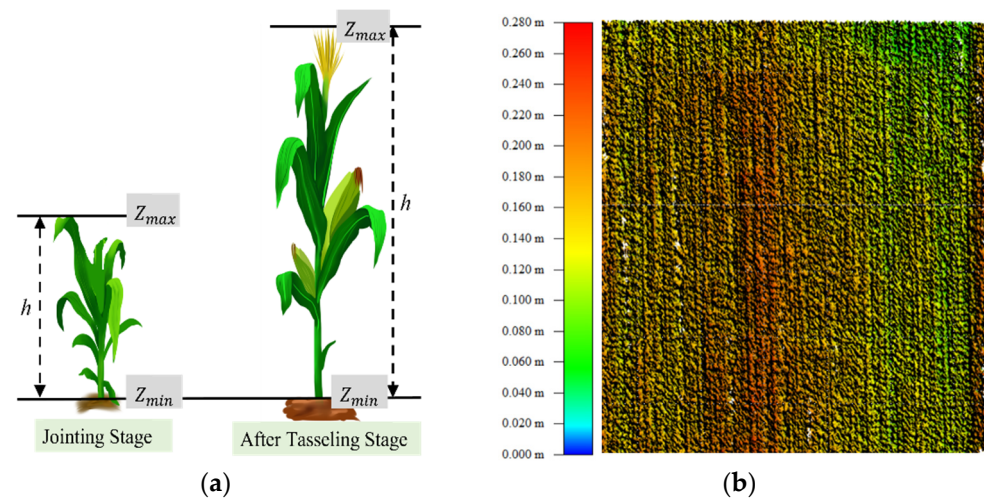 Z_max
h
Z_max
h
Z_min
Z_min
Jointing Stage
After Tasseling Stage
(a)
0.280 m
0.260 m
0.240 m
0.220 m
0.200 m
0.180 m
0.160 m
0.140 m
0.120 m
0.100 m
0.080 m
0.060 m
0.040 m
0.020 m
0.000 m
(b)